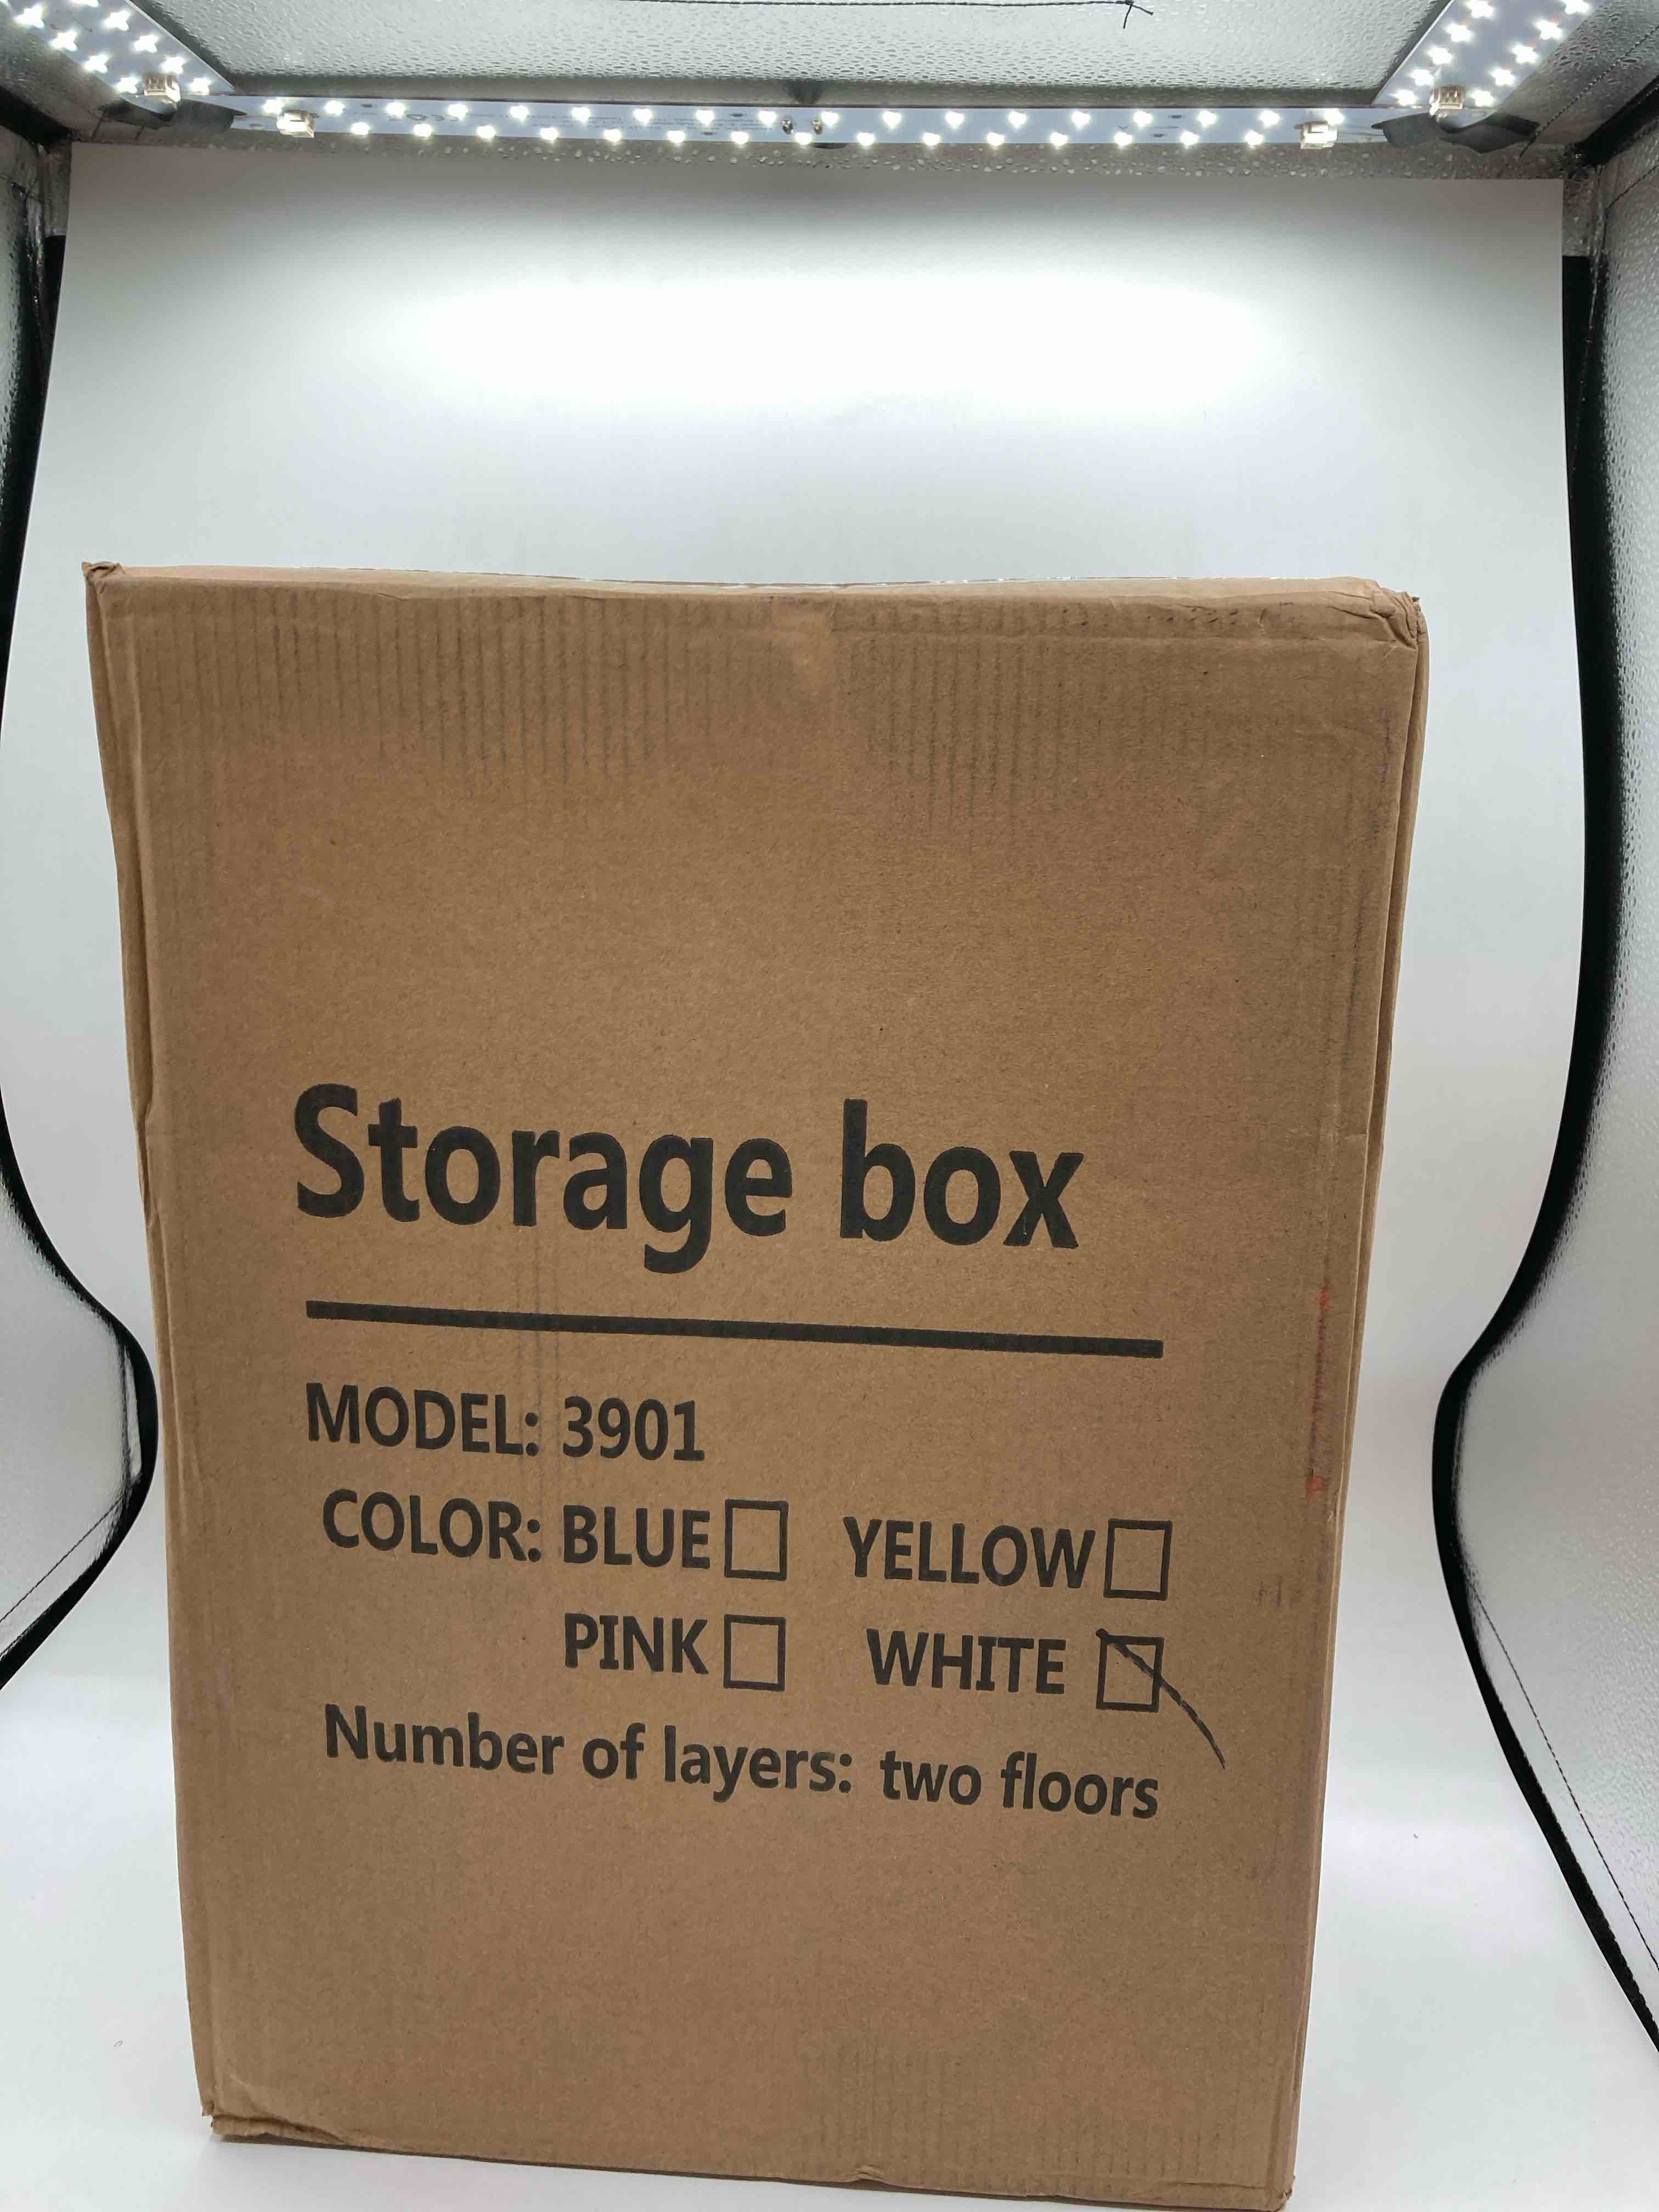 Storage box
MODEL: 3901
COLOR: BLUE☐ YELLOW☐
PINK☐ WHITE☑
Number of layers: two floors